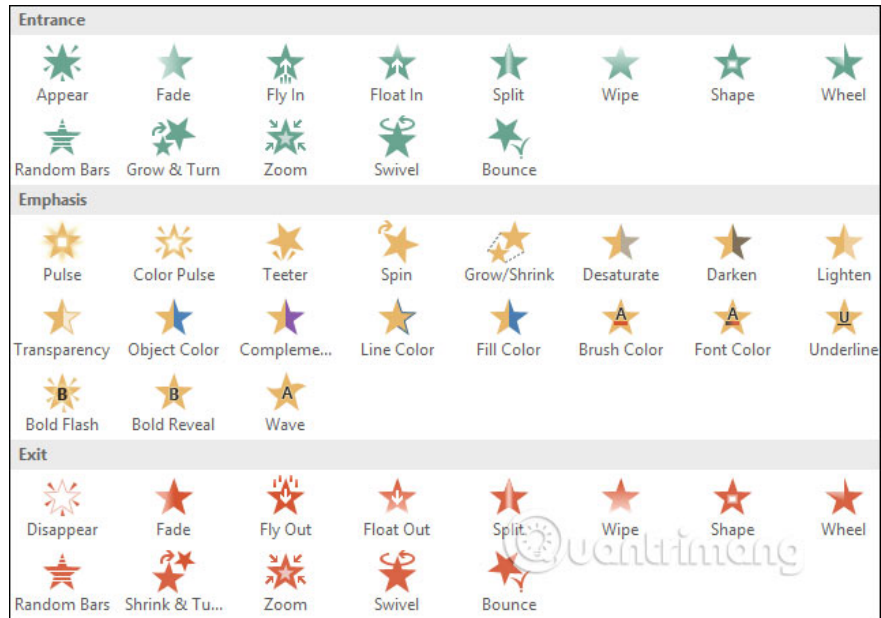 Entrance
Appear Fade Fly In Float In Split Wipe Shape Wheel
Random Bars Grow & Turn Zoom Swivel Bounce
Emphasis
Pulse Color Pulse Teeter Spin Grow/Shrink Desaturate Darken Lighten
Transparency Object Color Compleme... Line Color Fill Color Brush Color Font Color Underline
Bold Flash Bold Reveal Wave
Exit
Disappear Fade Fly Out Float Out Split Wipe Shape Wheel
Random Bars Shrink & Tu... Zoom Swivel Bounce
Quantrimang